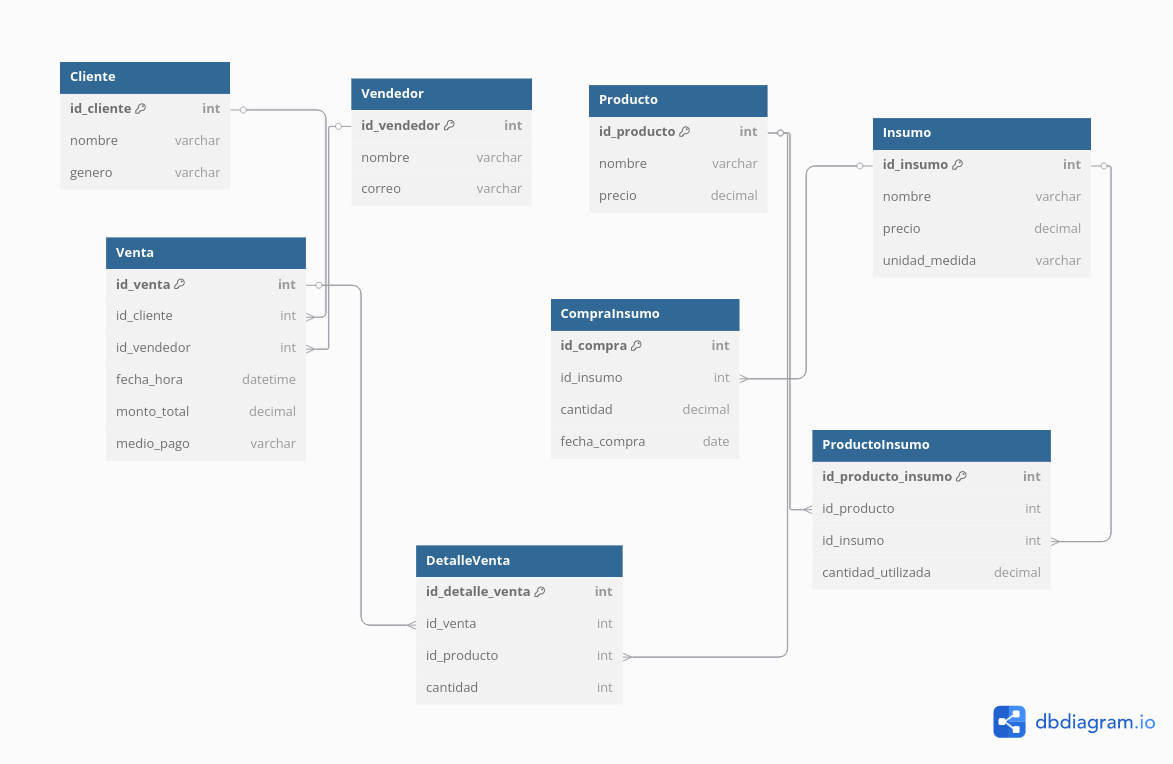 Cliente
id_cliente int
nombre varchar
genero varchar
Vendedor
id_vendedor int
nombre varchar
correo varchar
Producto
id_producto int
nombre varchar
precio decimal
Insumo
id_insumo int
nombre varchar
precio decimal
unidad_medida varchar
Venta
id_venta int
id_cliente int
id_vendedor int
fecha_hora datetime
monto_total decimal
medio_pago varchar
CompraInsumo
id_compra int
id_insumo int
cantidad decimal
fecha_compra date
ProductoInsumo
id_producto_insumo int
id_producto int
id_insumo int
cantidad_utilizada decimal
DetalleVenta
id_detalle_venta int
id_venta int
id_producto int
cantidad int
dbdiagram.io